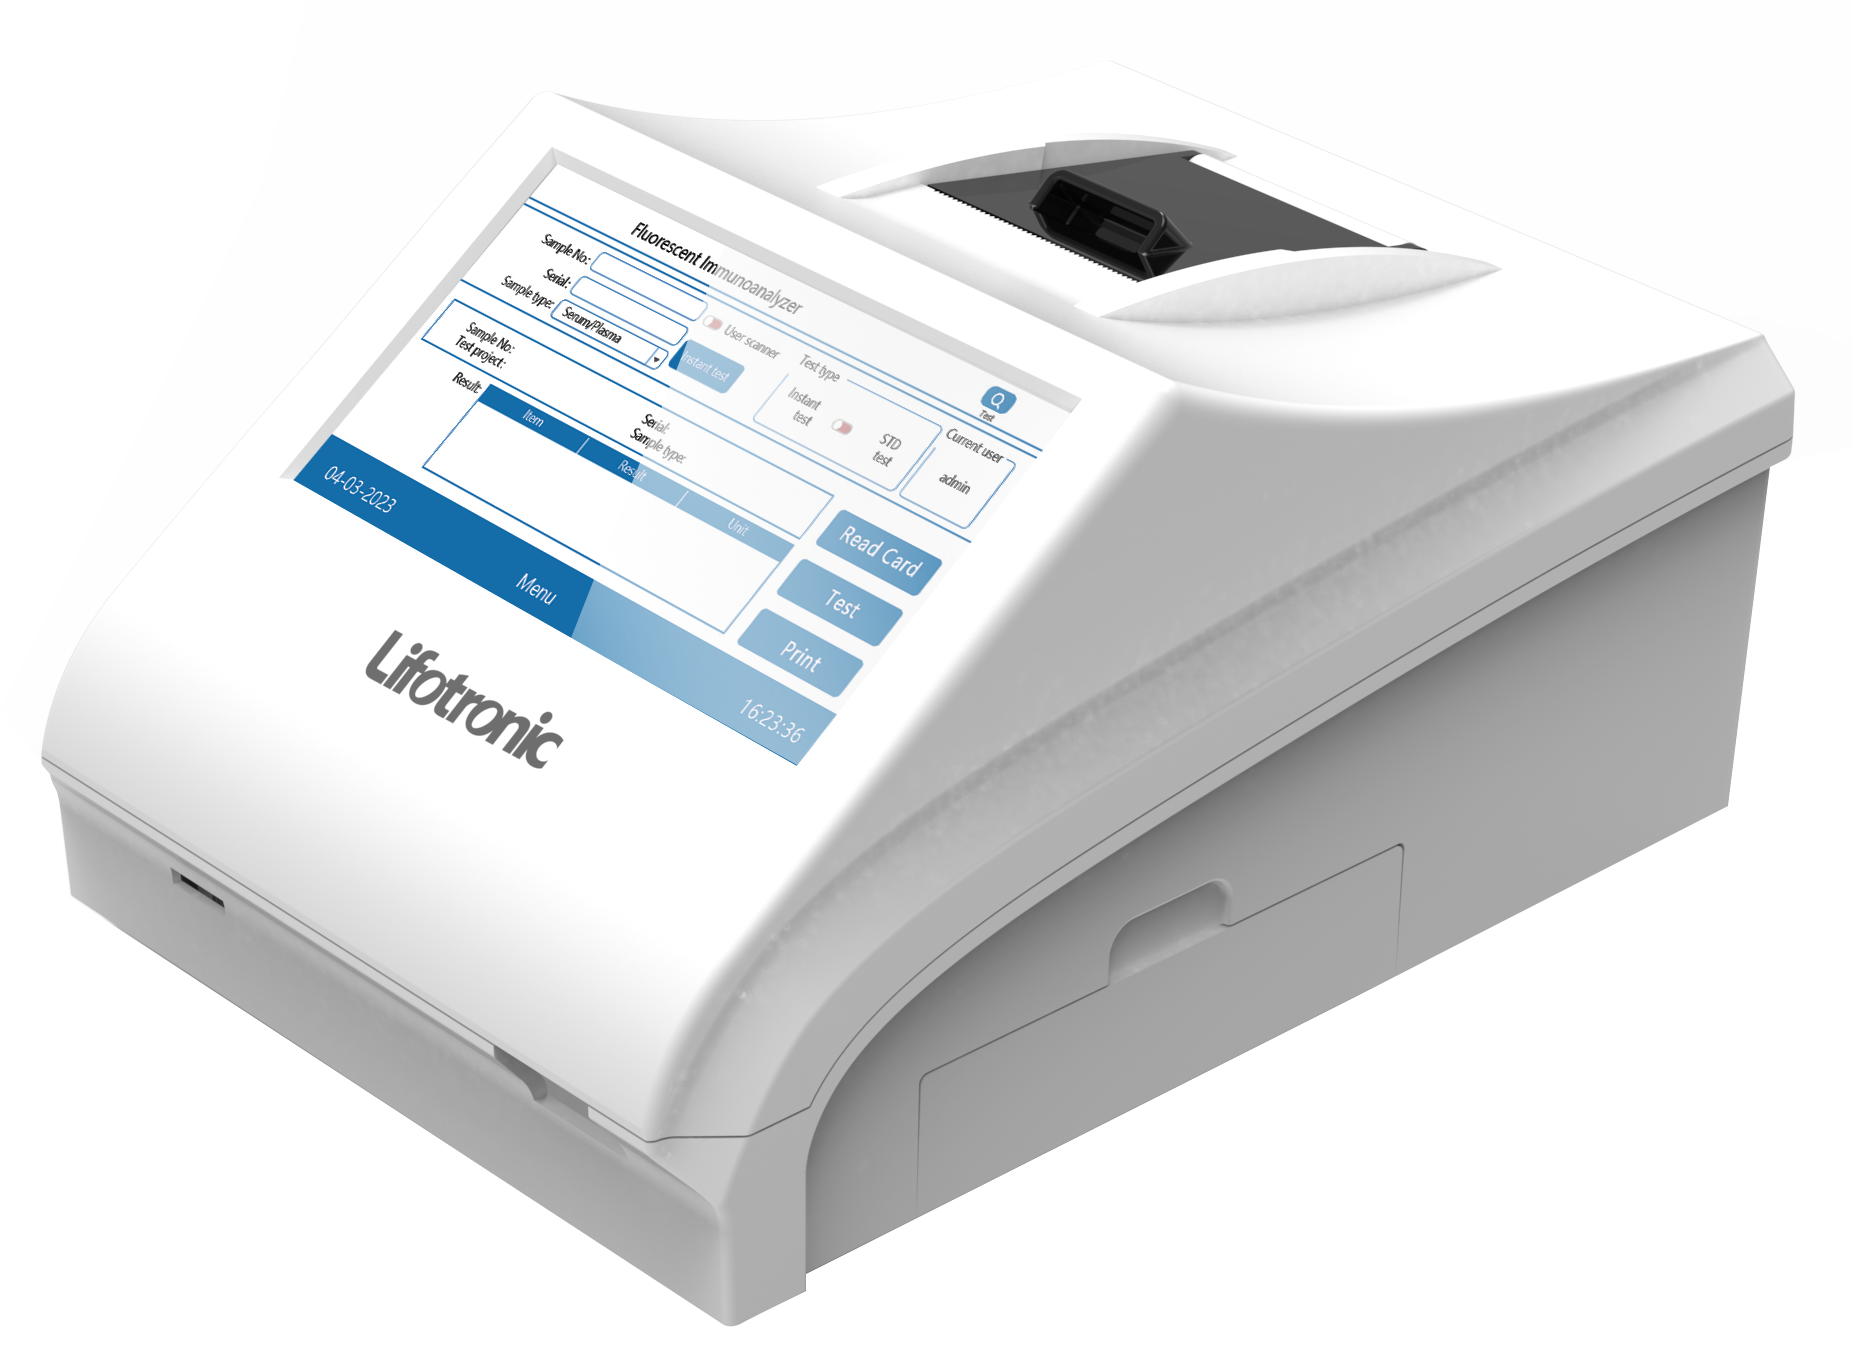 Fluorescent Immunoanalyzer
Sample No.:
Serial:
Sample type:
Serum/Plasma
User scanner
Instant test
Test type
Instant
test
STD
test
Test
Current user
admin
Sample No.:
Test project:
Serial:
Sample type:
Result:
Item
Result
Unit
Read Card
Test
Print
04-03-2023
Menu
16:23:36
Lifotronic